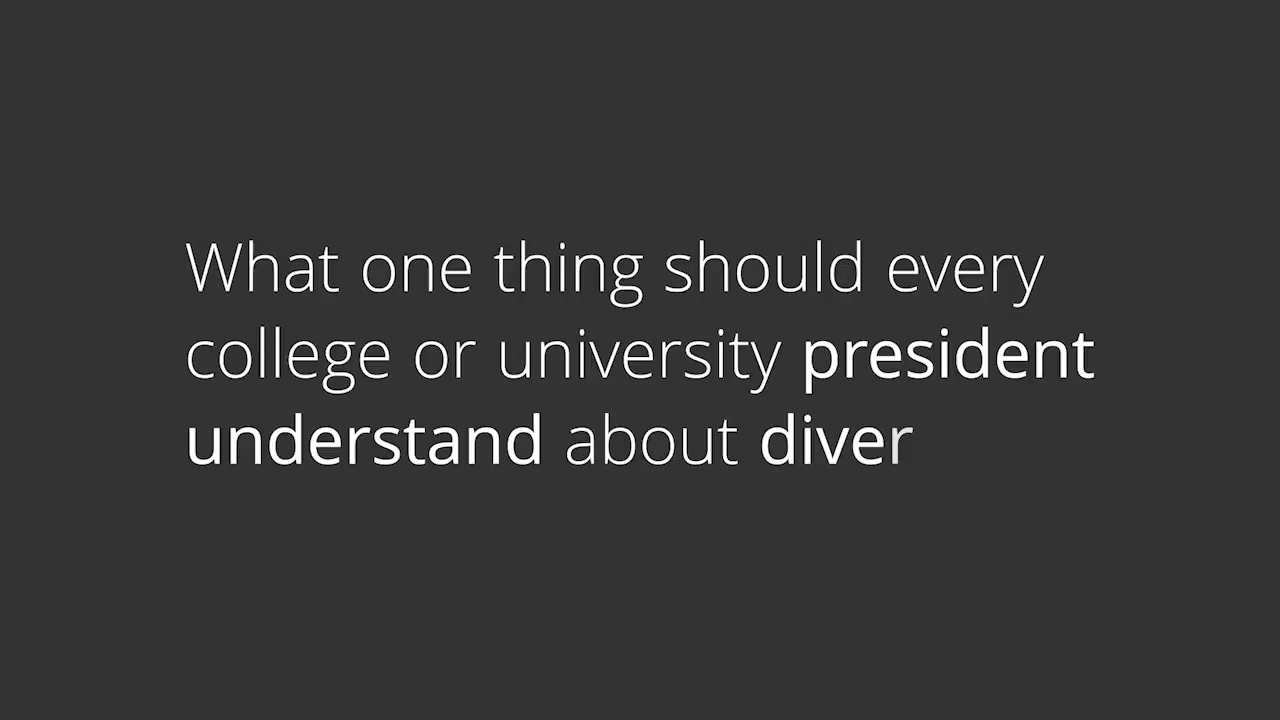 What one thing should every
college or university president
understand about diver